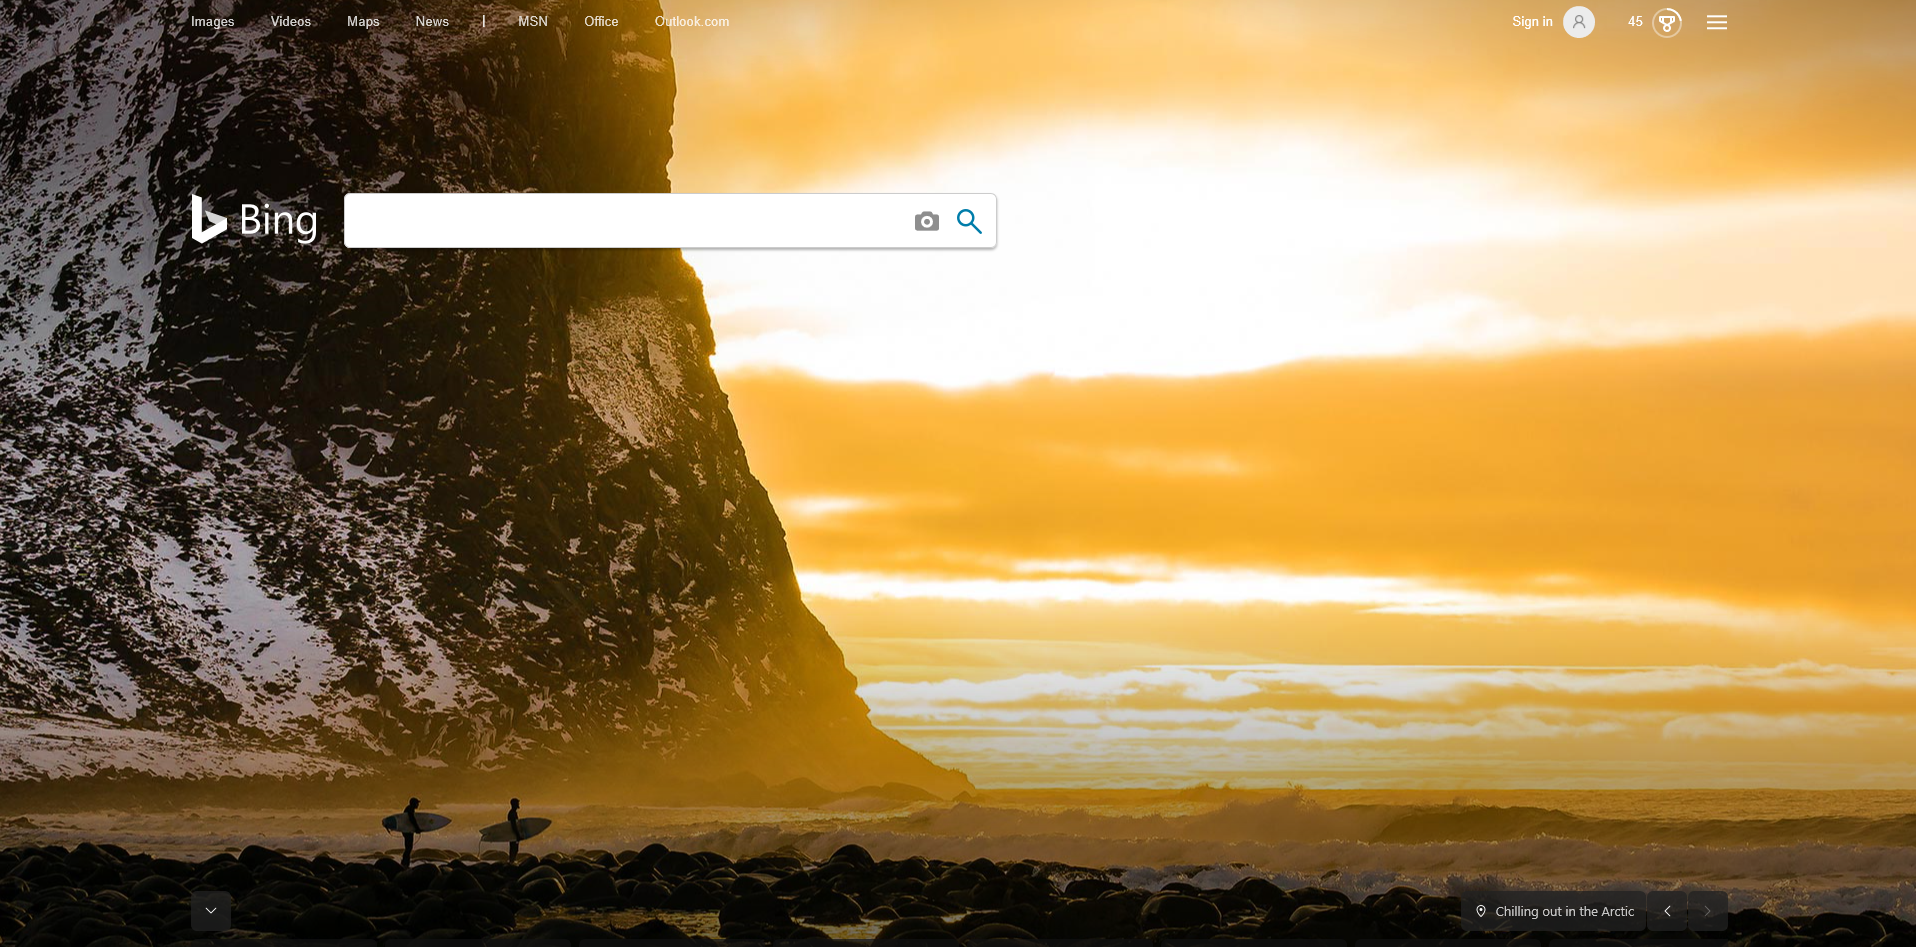 Images Videos Maps News | MSN Office Outlook.com Sign in 45
Bing
Chilling out in the Arctic